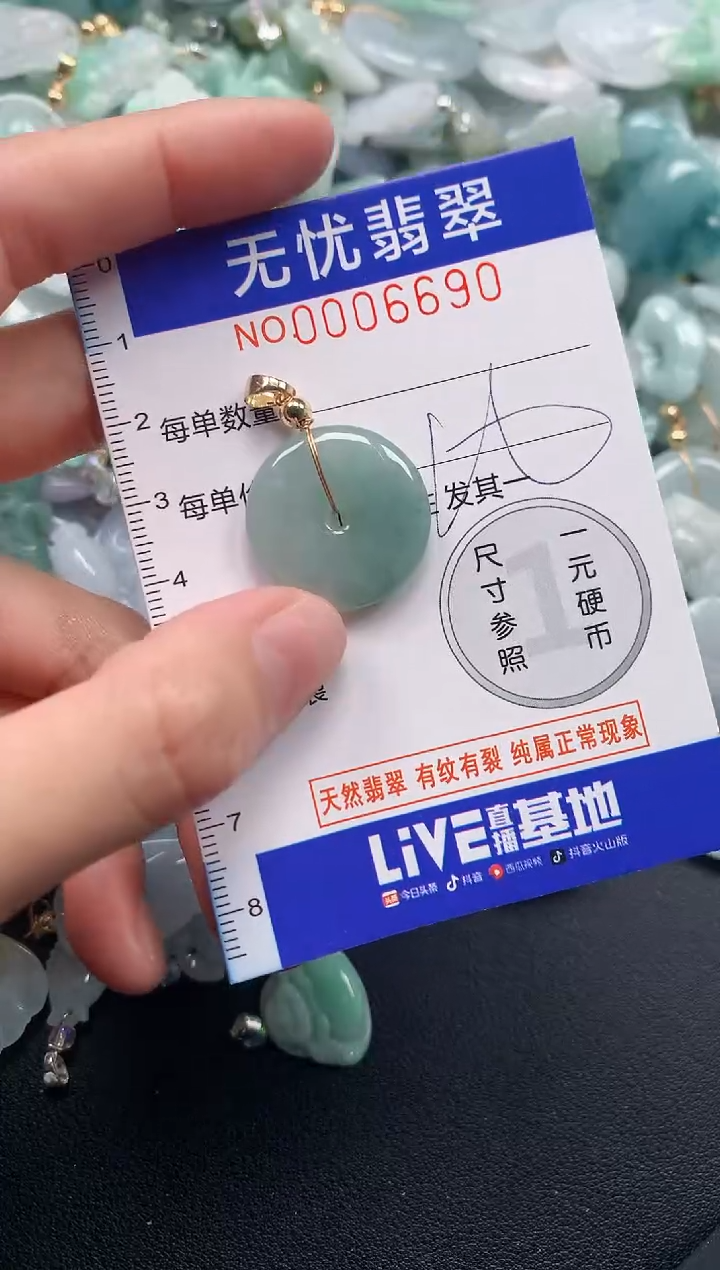 无忧翡翠
NO0006690
0
1
2
3
4
7
8
每单数量
每单
发其一
1
尺寸参照
一元硬币
天然翡翠 有纹有裂 纯属正常现象
LiVE直播基地
头条 今日头条 抖音 西瓜视频 抖音火山版